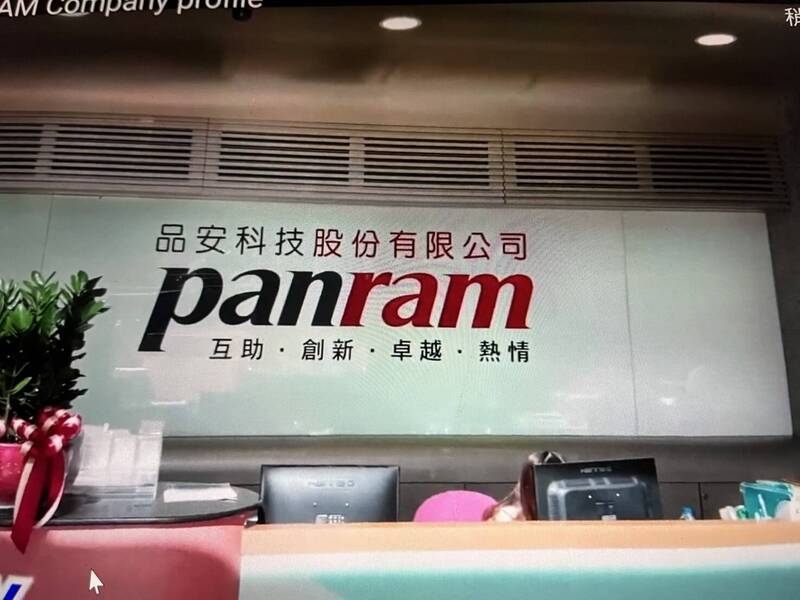 AM Company profile
稍
品安科技股份有限公司
panram
互助·創新·卓越·熱情